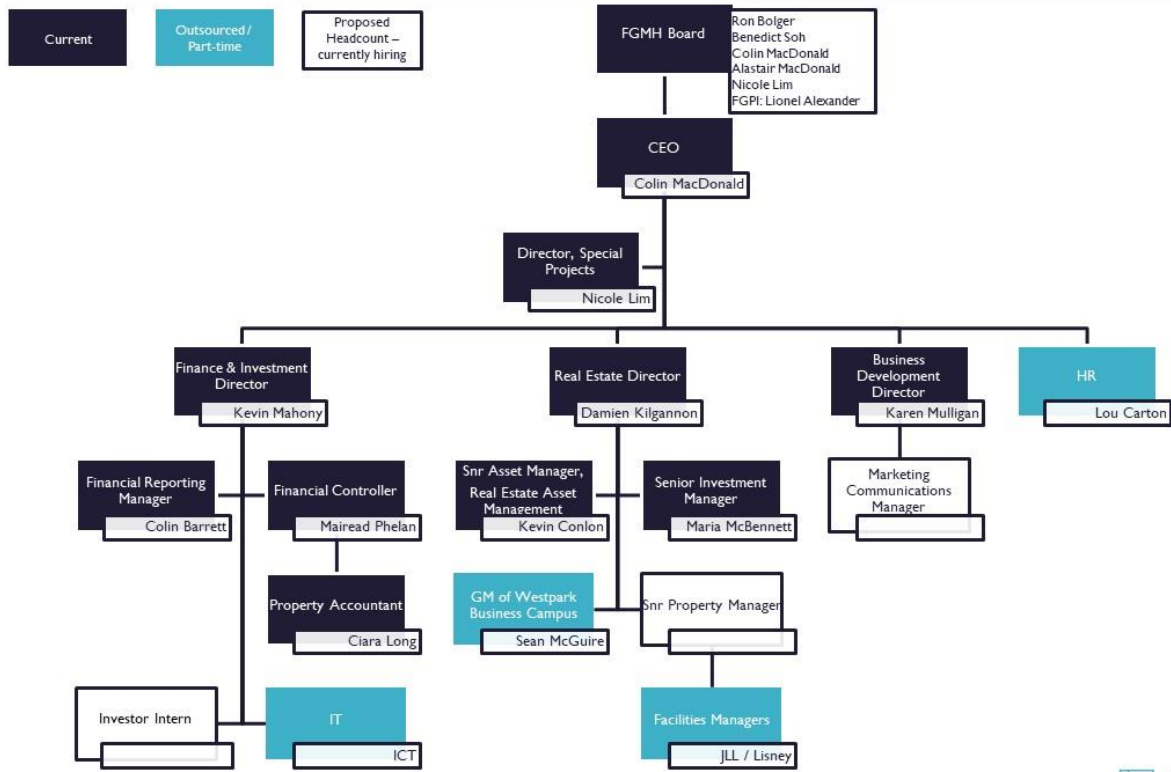 Current
Outsourced /
Part-time
Proposed
Headcount –
currently hiring
FGMH Board
Ron Bolger
Benedict Soh
Colin MacDonald
Alastair MacDonald
Nicole Lim
FGPI: Lionel Alexander
CEO
Colin MacDonald
Director, Special
Projects
Nicole Lim
Finance & Investment
Director
Kevin Mahony
Real Estate Director
Damien Kilgannon
Business
Development
Director
Karen Mulligan
HR
Lou Carton
Financial Reporting
Manager
Colin Barrett
Financial Controller
Mairead Phelan
Snr Asset Manager,
Real Estate Asset
Management
Kevin Conlon
Senior Investment
Manager
Maria McBennett
Marketing
Communications
Manager
Property Accountant
Ciara Long
GM of Westpark
Business Campus
Sean McGuire
Snr Property Manager
Investor Intern
IT
ICT
Facilities Managers
JLL / Lisney